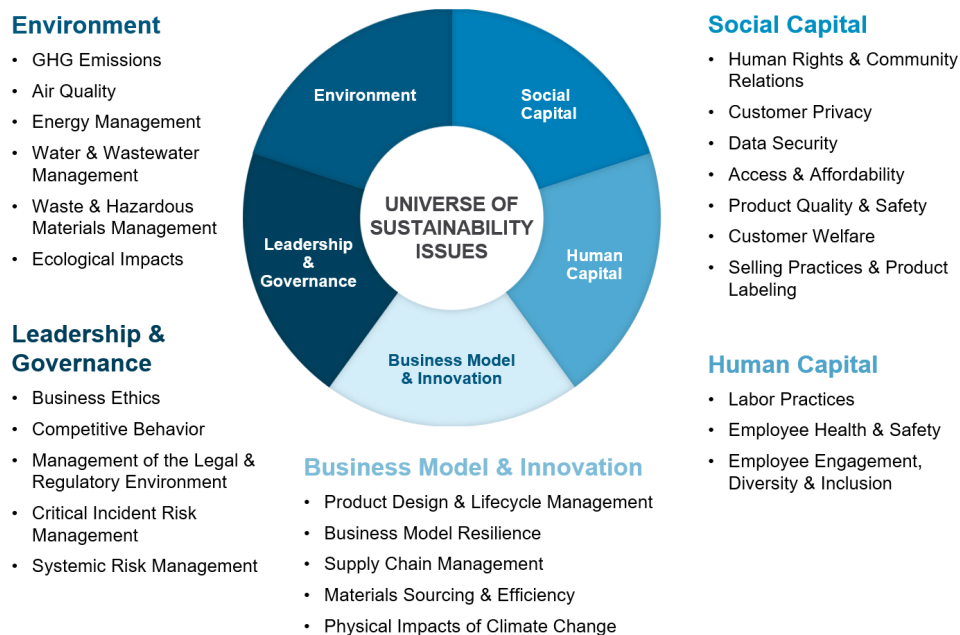 Environment
• GHG Emissions
• Air Quality
• Energy Management
• Water & Wastewater
Management
• Waste & Hazardous
Materials Management
• Ecological Impacts
Leadership &
Governance
• Business Ethics
• Competitive Behavior
• Management of the Legal &
Regulatory Environment
• Critical Incident Risk
Management
• Systemic Risk Management
Environment
Social
Capital
Leadership
&
Governance
UNIVERSE OF
SUSTAINABILITY
ISSUES
Human
Capital
Business Model
& Innovation
Business Model & Innovation
• Product Design & Lifecycle Management
• Business Model Resilience
• Supply Chain Management
• Materials Sourcing & Efficiency
• Physical Impacts of Climate Change
Social Capital
• Human Rights & Community
Relations
• Customer Privacy
• Data Security
• Access & Affordability
• Product Quality & Safety
• Customer Welfare
• Selling Practices & Product
Labeling
Human Capital
• Labor Practices
• Employee Health & Safety
• Employee Engagement,
Diversity & Inclusion